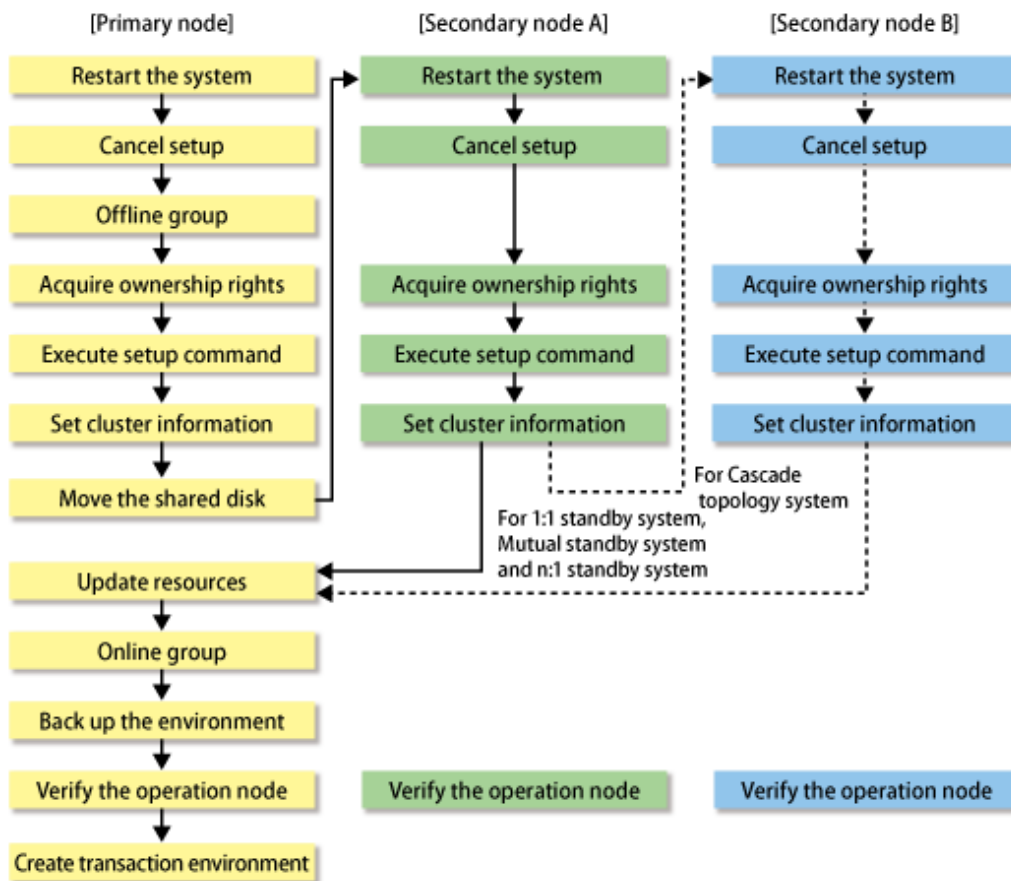 [Primary node]
[Secondary node A]
[Secondary node B]
Restart the system
Restart the system
Restart the system
Cancel setup
Cancel setup
Cancel setup
Offline group
Acquire ownership rights
Acquire ownership rights
Acquire ownership rights
Execute setup command
Execute setup command
Execute setup command
Set cluster information
Set cluster information
Set cluster information
Move the shared disk
For Cascade
topology system
For 1:1 standby system,
Mutual standby system
and n:1 standby system
Update resources
Online group
Back up the environment
Verify the operation node
Verify the operation node
Verify the operation node
Create transaction environment